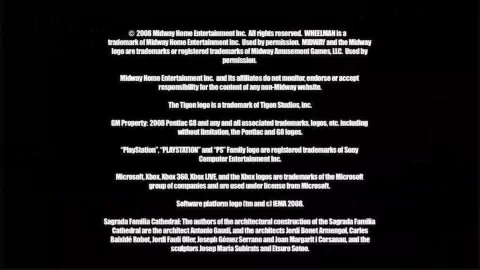 © 2008 Midway Home Entertainment Inc. All rights reserved. WHEELMAN is a
trademark of Midway Home Entertainment Inc. Used by permission. MIDWAY and the Midway
logo are trademarks or registered trademarks of Midway Amusement Games, LLC. Used by
permission.
Midway Home Entertainment Inc. and its affiliates do not monitor, endorse or accept
responsibility for the content of any non-Midway website.
The Tigon logo is a trademark of Tigon Studios, inc.
GM Property: 2008 Pontiac G8 and any and all associated trademarks, logos, etc. including
without limitation, the Pontiac and G8 logos.
"PlayStation", "PLAYSTATION" and "PS" Family logo are registered trademarks of Sony
Computer Entertainment Inc.
Microsoft, Xbox, Xbox 360, Xbox LIVE, and the Xbox logos are trademarks of the Microsoft
group of companies and are used under license from Microsoft.
Software platform logo (tm and c) IEMA 2008.
Sagrada Familia Cathedral: The authors of the architectural construction of the Sagrada Familia
Cathedral are the architect Antonio Gaudi, and the architects Jordi Bonet Armengol, Carles
Buixidé Robot, Jordi Faulí Oller, Joseph Gómez Serrano and Joan Margarit i Corsanau, and the
sculptors Josep Maria Subirats and Etsuro Sotoo.